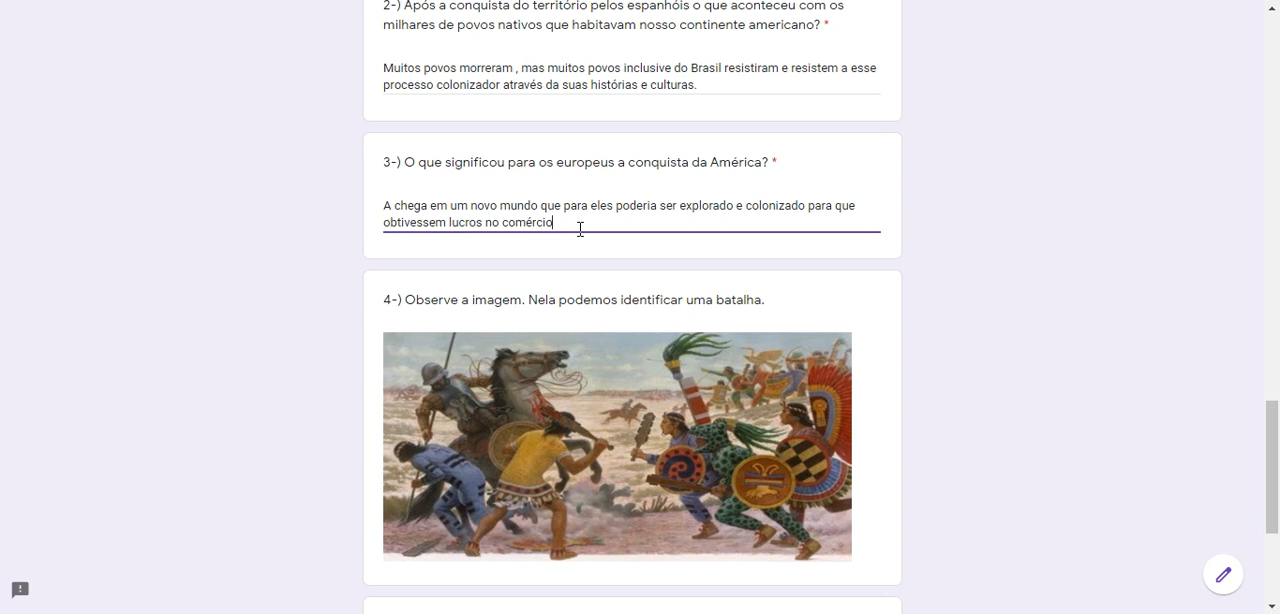 2-) Após a conquista do território pelos espanhóis o que aconteceu com os
milhares de povos nativos que habitavam nosso continente americano? *
Muitos povos morreram , mas muitos povos inclusive do Brasil resistiram e resistem a esse
processo colonizador através da suas histórias e culturas.
3-) O que significou para os europeus a conquista da América? *
A chega em um novo mundo que para eles poderia ser explorado e colonizado para que
obtivessem lucros no comércio
4-) Observe a imagem. Nela podemos identificar uma batalha.